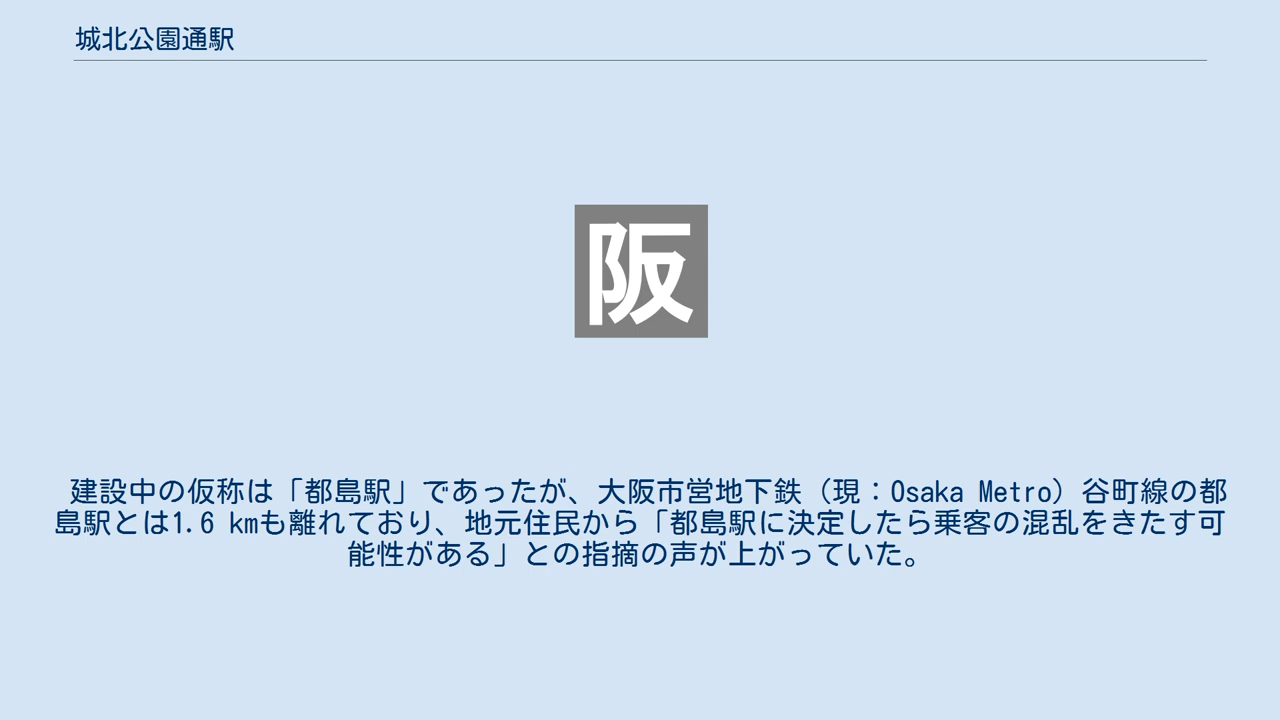 城北公園通駅
阪
建設中の仮称は「都島駅」であったが、大阪市営地下鉄（現：Osaka Metro）谷町線の都
島駅とは1.6 kmも離れており、地元住民から「都島駅に決定したら乗客の混乱をきたす可
能性がある」との指摘の声が上がっていた。